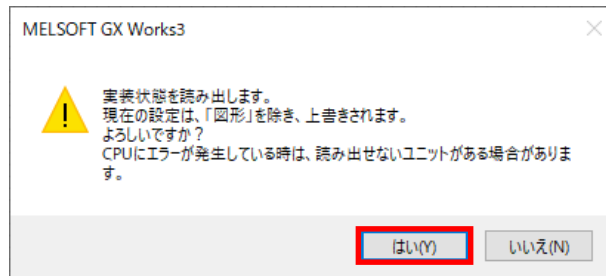 MELSOFT GX Works3
実装状態を読み出します。
現在の設定は、「図形」を除き、上書きされます。
よろしいですか？
CPUにエラーが発生している時は、読み出せないユニットがある場合がありま
す。
はい(Y)
いいえ(N)